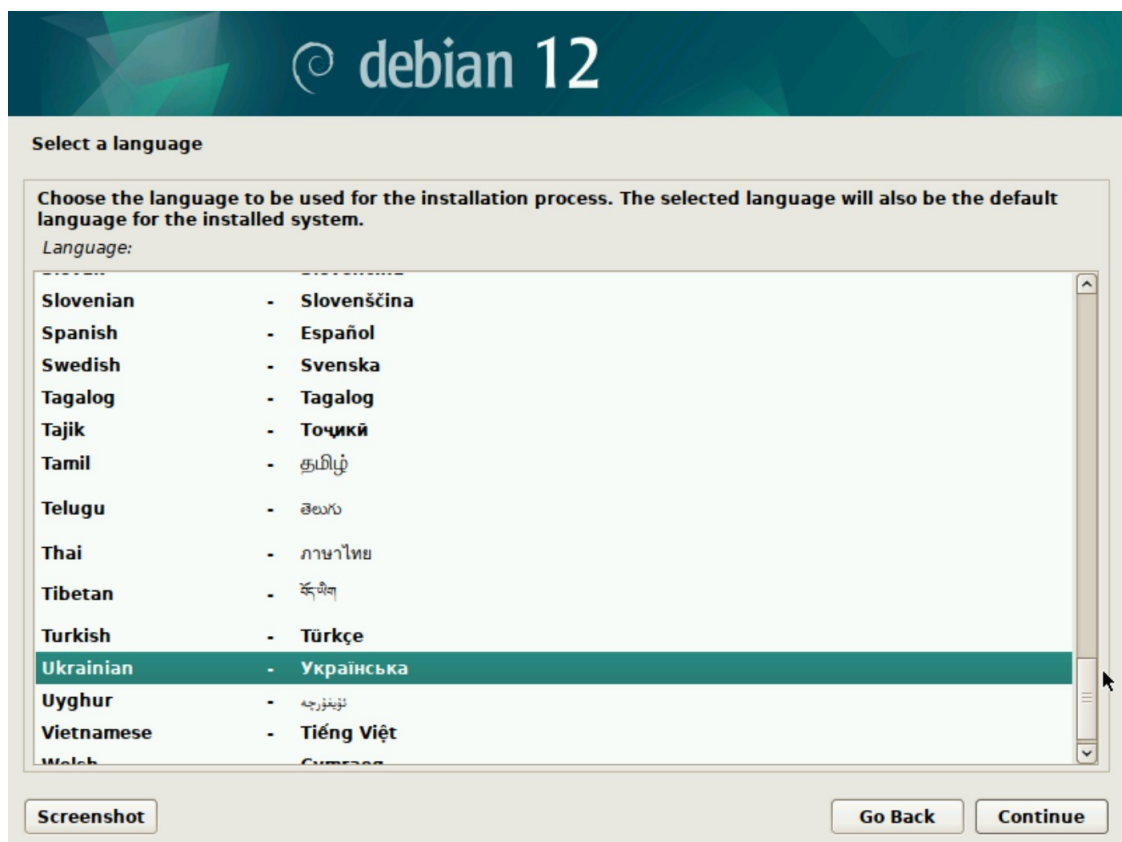 debian 12
Select a language
Choose the language to be used for the installation process. The selected language will also be the default
language for the installed system.
Language:
Slovenian - Slovenščina
Spanish - Español
Swedish - Svenska
Tagalog - Tagalog
Tajik - Тоҷикӣ
Tamil - தமிழ்
Telugu - తెలుగు
Thai - ภาษาไทย
Tibetan - བོད་ཡིག
Turkish - Türkçe
Ukrainian - Українська
Uyghur - ئۇيغۇرچە
Vietnamese - Tiếng Việt
Welsh - Cymraeg
Screenshot Go Back Continue